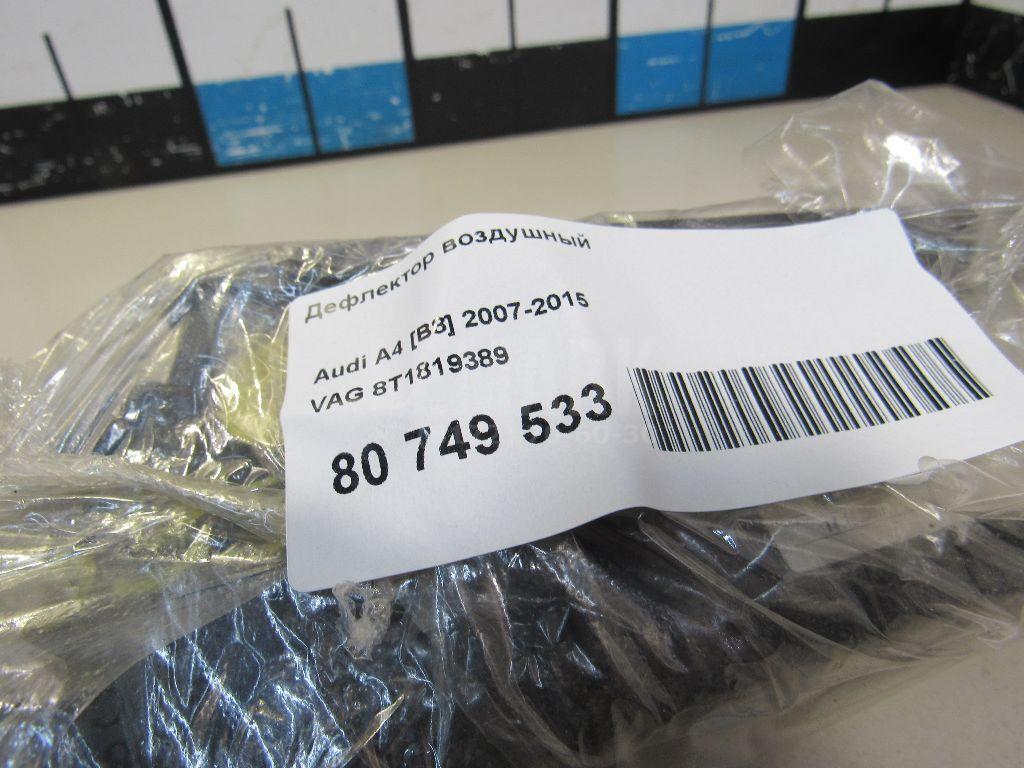 Дефлектор воздушный
Audi A4 [B8] 2007-2015
VAG 8T1819389
80 749 533